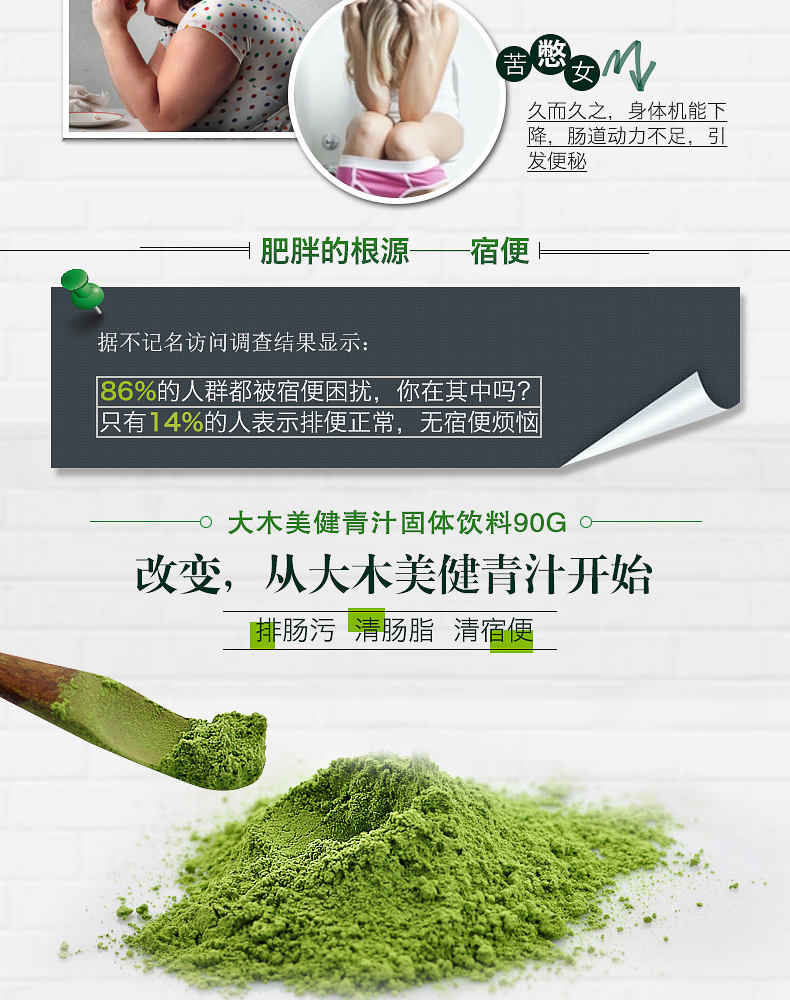 苦憋女
久而久之，身体机能下
降，肠道动力不足，引
发便秘
肥胖的根源——宿便
据不记名访问调查结果显示：
86%的人群都被宿便困扰，你在其中吗？
只有14%的人表示排便正常，无宿便烦恼
大木美健青汁固体饮料90G
改变，从大木美健青汁开始
排肠污 清肠脂 清宿便